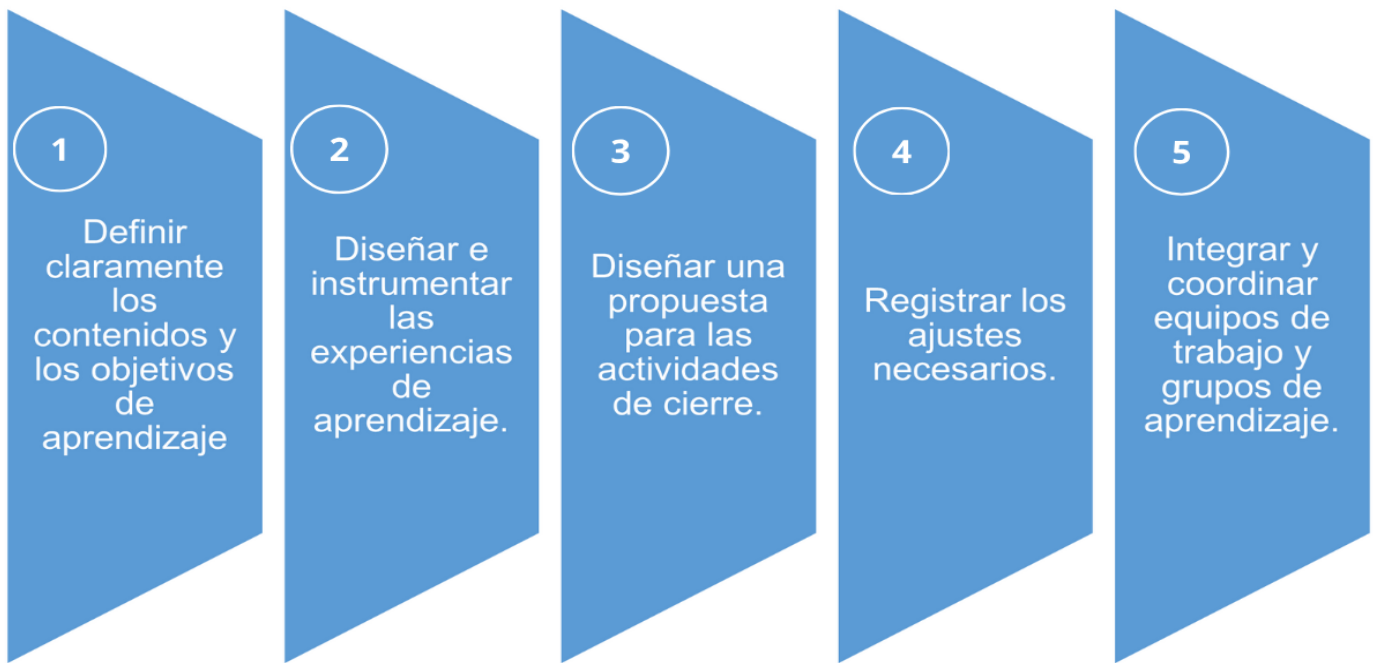 1
Definir
claramente
los
contenidos y
los objetivos
de
aprendizaje
2
Diseñar e
instrumentar
las
experiencias
de
aprendizaje.
3
Diseñar una
propuesta
para las
actividades
de cierre.
4
Registrar los
ajustes
necesarios.
5
Integrar y
coordinar
equipos de
trabajo y
grupos de
aprendizaje.